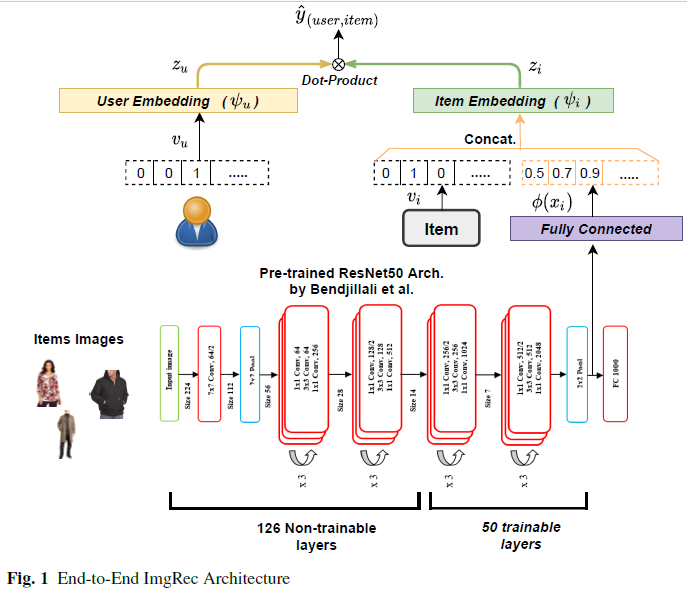 ŷ(user,item)
z_u
z_i
Dot-Product
User Embedding ( ψ_u )
Item Embedding ( ψ_i )
Concat.
v_u
0 0 1 .....
0 1 0 .....
0.5 0.7 0.9 .....
v_i
ϕ(x_i)
Item
Fully Connected
Pre-trained ResNet50 Arch.
by Bendjillali et al.
Items Images
Input image
Size 224
7x7 Conv, 64/2
Size 112
7x7 Pool
Size 56
1x1 Conv, 64
3x3 Conv, 64
1x1 Conv, 256
x 3
Size 28
1x1 Conv, 128/2
3x3 Conv, 128
1x1 Conv, 512
x 3
Size 14
1x1 Conv, 256/2
3x3 Conv, 256
1x1 Conv, 1024
x 3
Size 7
1x1 Conv, 512/2
3x3 Conv, 512
1x1 Conv, 2048
x 3
2x2 Pool
FC 1000
126 Non-trainable
layers
50 trainable
layers
Fig. 1 End-to-End ImgRec Architecture